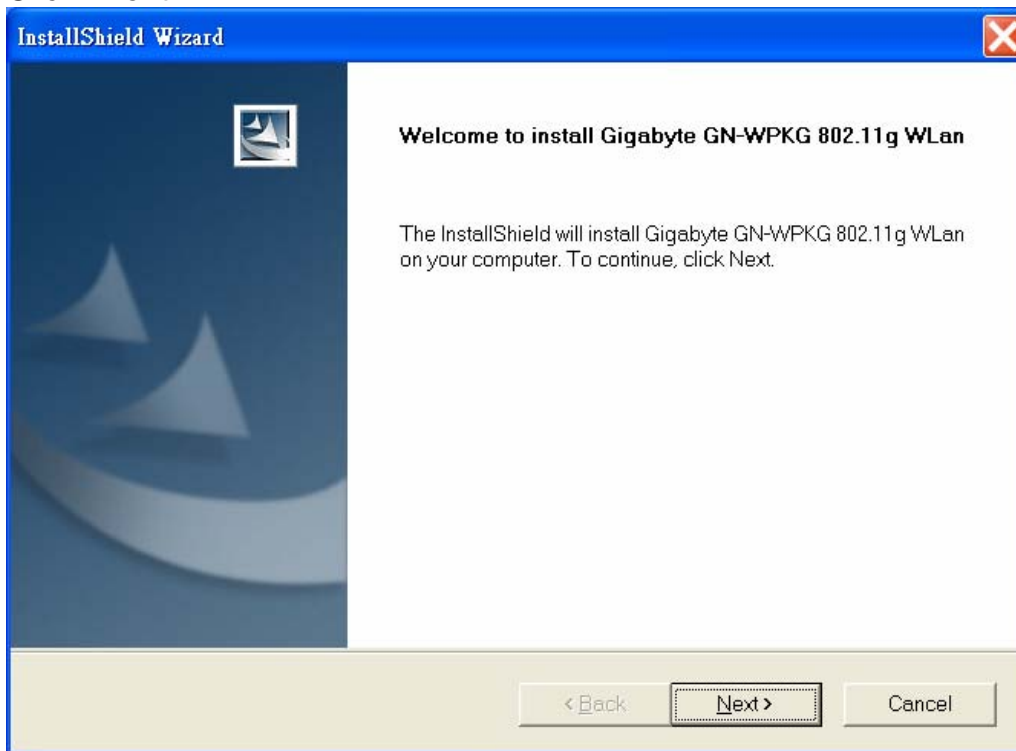 InstallShield Wizard
Welcome to install Gigabyte GN-WPKG 802.11g WLan
The InstallShield will install Gigabyte GN-WPKG 802.11g WLan
on your computer. To continue, click Next.
< Back Next > Cancel